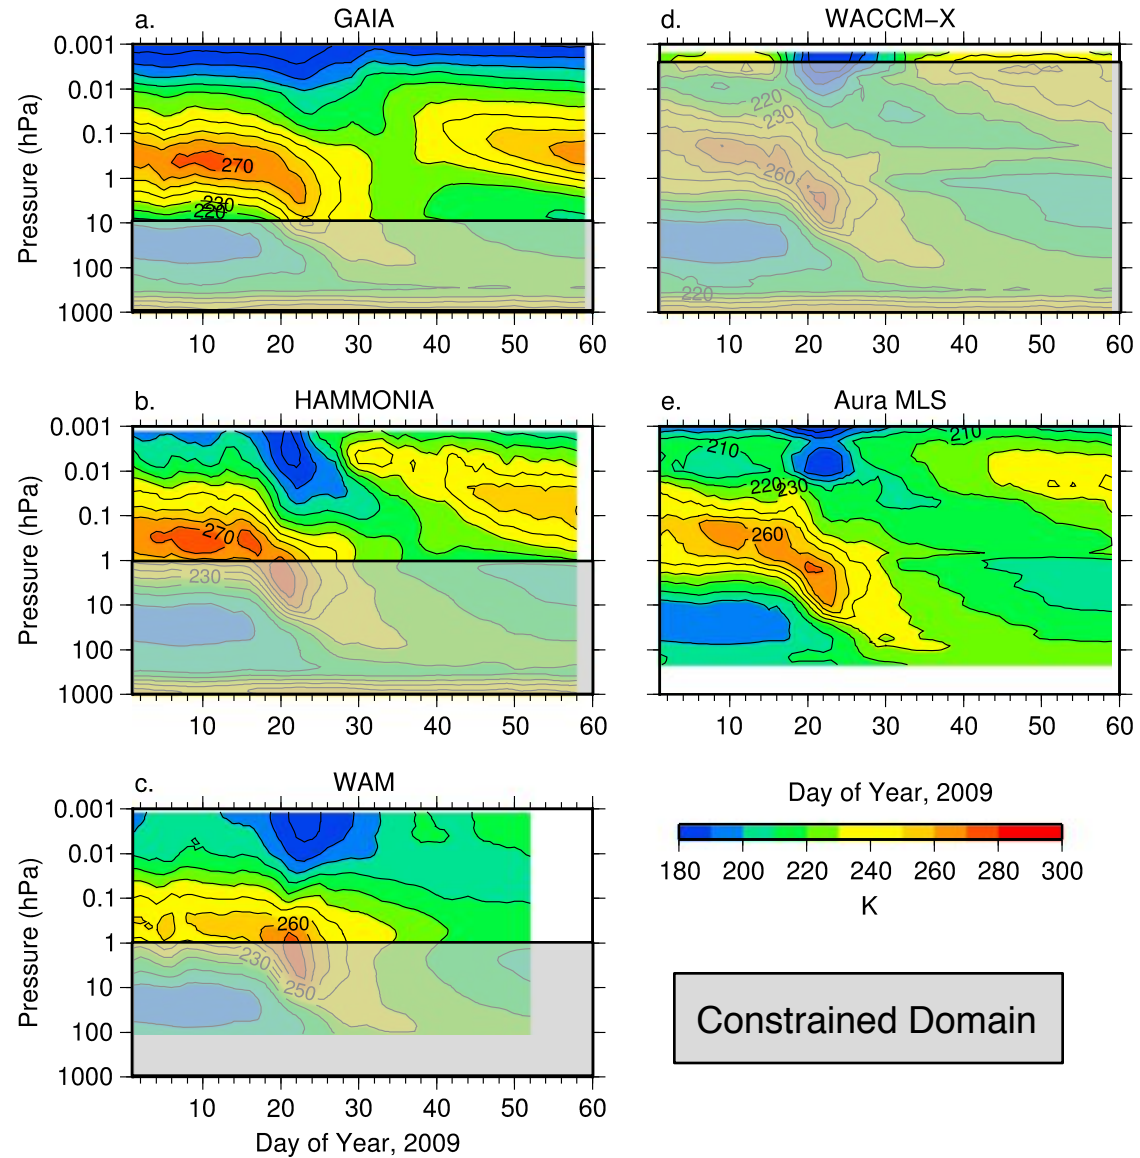 a.
GAIA
0.001
0.01
0.1
1
10
100
1000
Pressure (hPa)
270
230
220
10 20 30 40 50 60
d.
WACCM−X
220
230
260
220
10 20 30 40 50 60
b.
HAMMONIA
0.001
0.01
0.1
1
10
100
1000
Pressure (hPa)
270
230
10 20 30 40 50 60
e.
Aura MLS
210
210
220
230
260
10 20 30 40 50 60
c.
WAM
0.001
0.01
0.1
1
10
100
1000
Pressure (hPa)
260
230
250
10 20 30 40 50 60
Day of Year, 2009
Day of Year, 2009
180 200 220 240 260 280 300
K
Constrained Domain